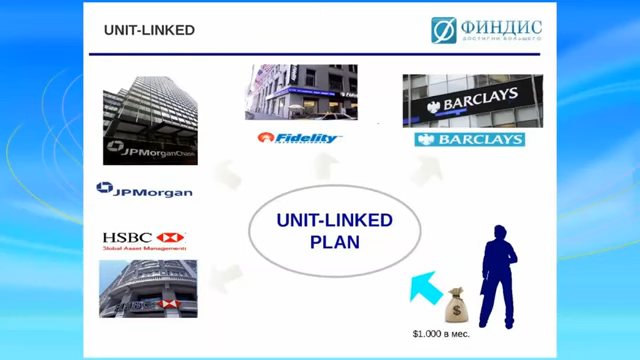 UNIT-LINKED
ФИНДИС
ДОСТИГАЙ БОЛЬШЕГО
JPMorganChase
Fidelity
BARCLAYS
BARCLAYS
JPMorgan
UNIT-LINKED
PLAN
HSBC
Global Asset Management
$
$1.000 в мес.